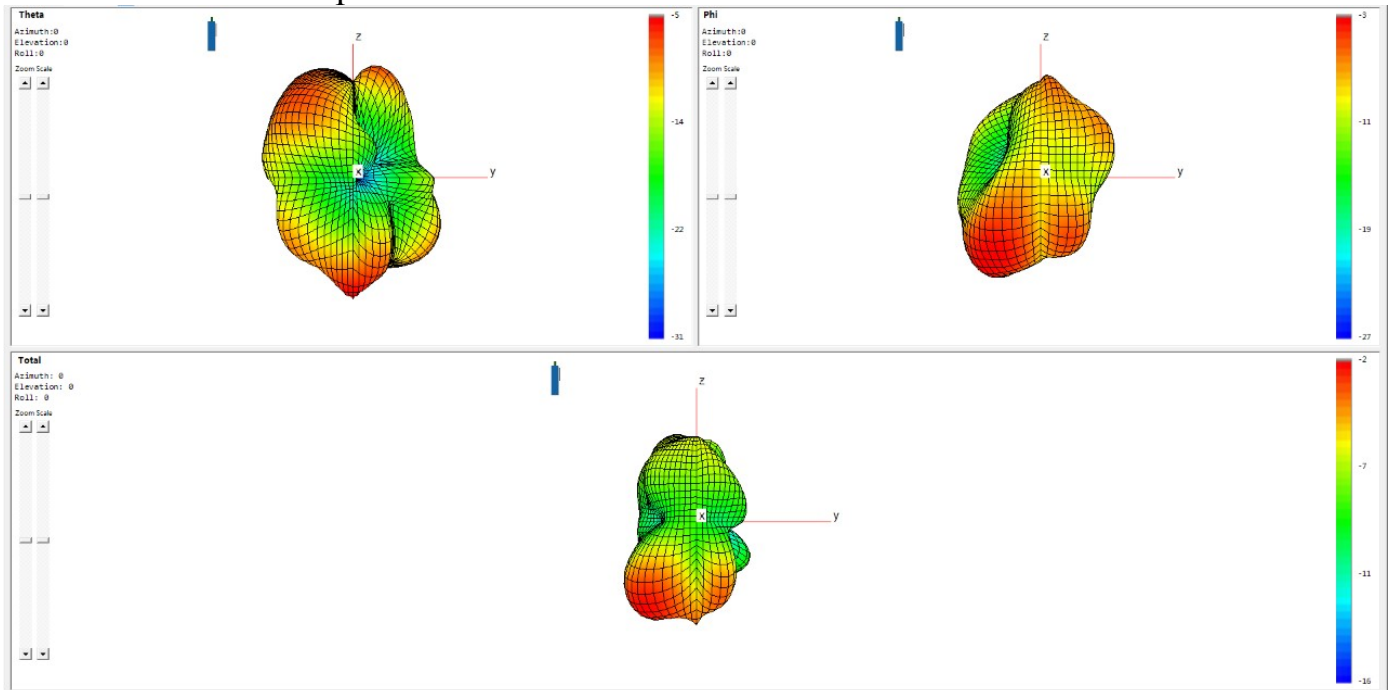 Theta
Azimuth:0
Elevation:0
Roll:0
Zoom Scale
z
y
x
-5
-14
-22
-31
Phi
Azimuth:0
Elevation:0
Roll:0
Zoom Scale
z
y
x
-3
-11
-19
-27
Total
Azimuth: 0
Elevation: 0
Roll: 0
Zoom Scale
z
y
x
-2
-7
-11
-16